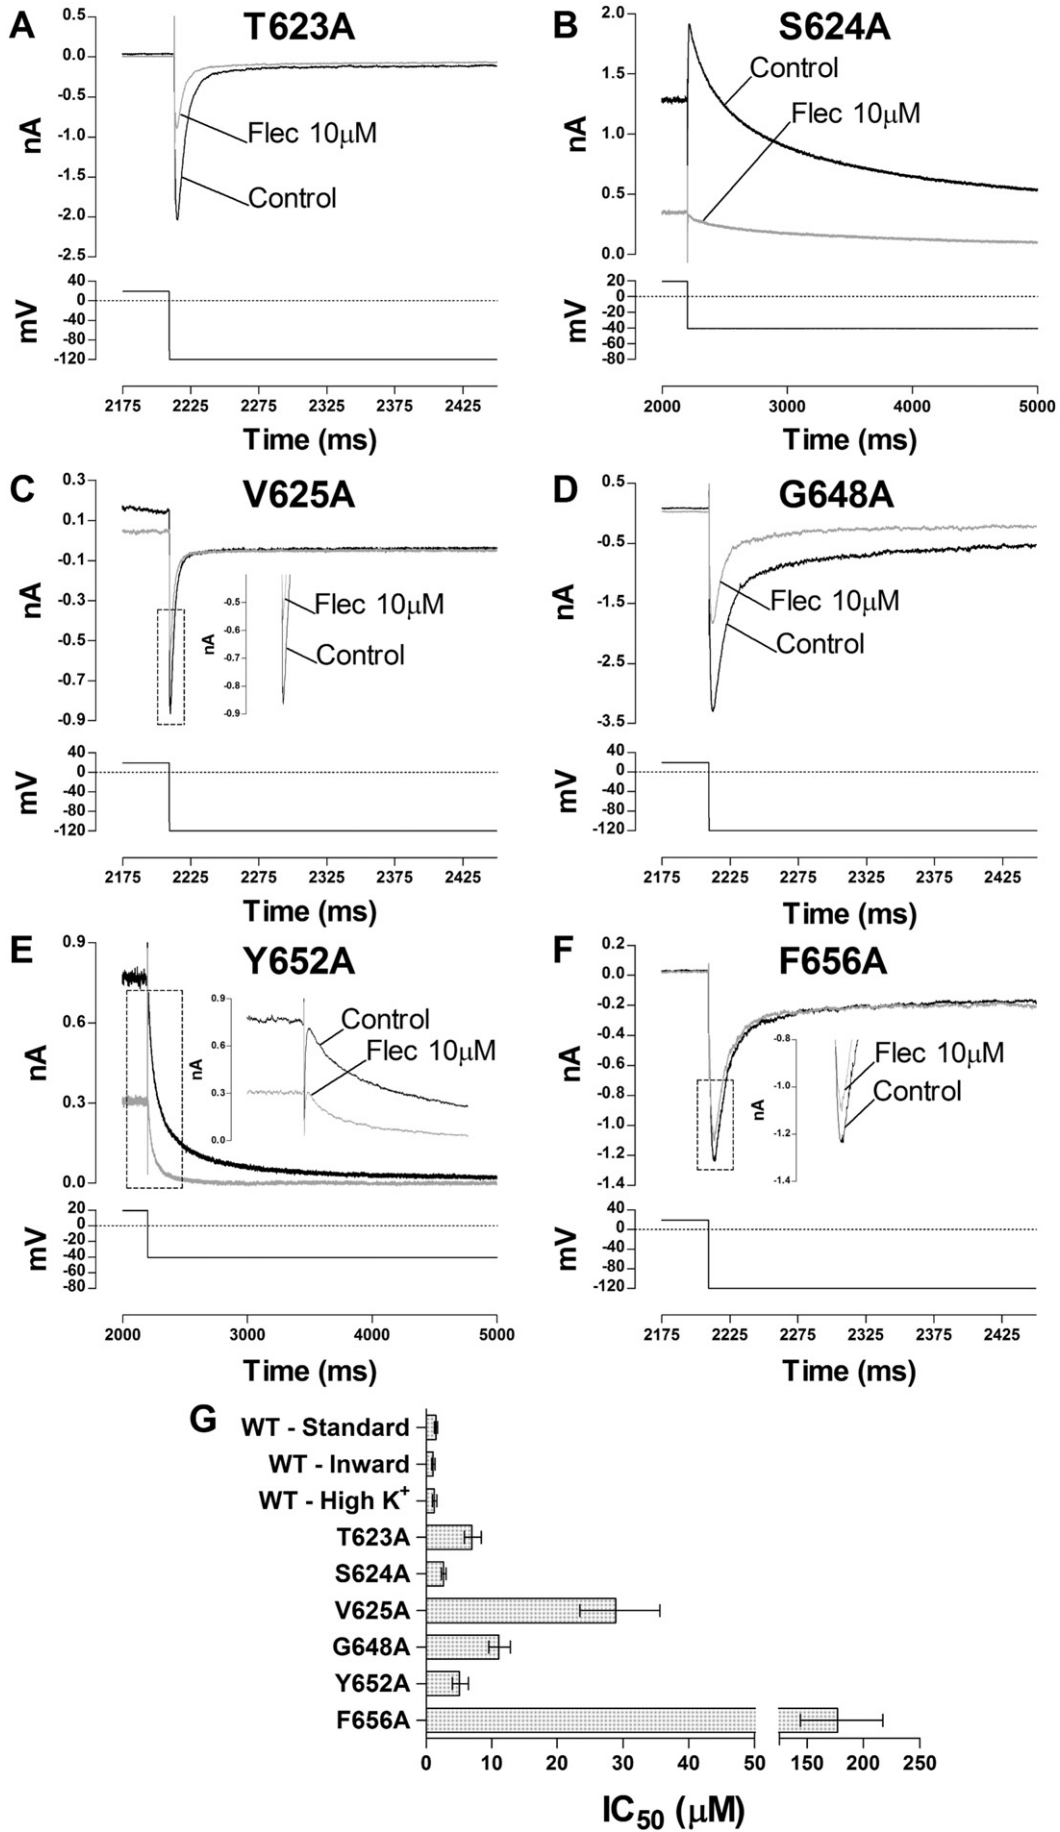 A
T623A
0.5
0.0
-0.5
-1.0
-1.5
-2.0
-2.5
nA
Flec 10μM
Control
40
0
-40
-80
-120
mV
2175 2225 2275 2325 2375 2425
Time (ms)
B
S624A
2.0
1.5
1.0
0.5
0.0
nA
Control
Flec 10μM
20
0
-20
-40
-60
-80
mV
2000 3000 4000 5000
Time (ms)
C
V625A
0.3
0.1
-0.1
-0.3
-0.5
-0.7
-0.9
nA
-0.5
-0.6
-0.7
-0.8
-0.9
nA
Flec 10μM
Control
40
0
-40
-80
-120
mV
2175 2225 2275 2325 2375 2425
Time (ms)
D
G648A
0.5
-0.5
-1.5
-2.5
-3.5
nA
Flec 10μM
Control
40
0
-40
-80
-120
mV
2175 2225 2275 2325 2375 2425
Time (ms)
E
Y652A
0.9
0.6
0.3
0.0
nA
0.9
0.6
0.3
0.0
nA
Control
Flec 10μM
20
0
-20
-40
-60
-80
mV
2000 3000 4000 5000
Time (ms)
F
F656A
0.2
0.0
-0.2
-0.4
-0.6
-0.8
-1.0
-1.2
-1.4
nA
-0.8
-1.0
-1.2
-1.4
nA
Flec 10μM
Control
40
0
-40
-80
-120
mV
2175 2225 2275 2325 2375 2425
Time (ms)
G
WT - Standard
WT - Inward
WT - High K⁺
T623A
S624A
V625A
G648A
Y652A
F656A
0 10 20 30 40 50 150 200 250
IC₅₀ (μM)